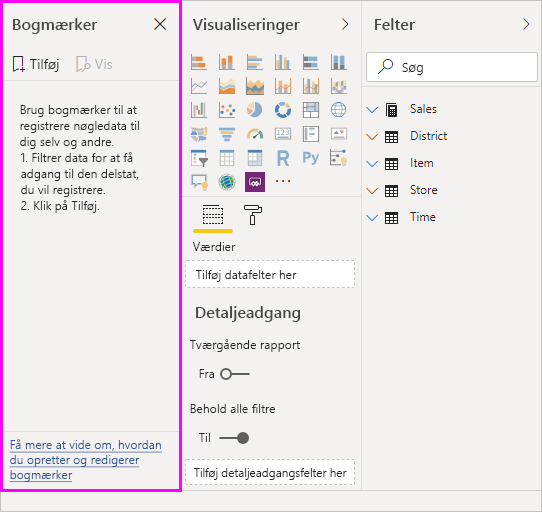 Bogmærker
Tilføj
Vis
Brug bogmærker til at
registrere nøgledata til
dig selv og andre.
1. Filtrer data for at få
adgang til den delstat,
du vil registrere.
2. Klik på Tilføj.
Få mere at vide om, hvordan
du opretter og redigerer
bogmærker
Visualiseringer
123
R
Py
Værdier
Tilføj datafelter her
Detaljeadgang
Tværgående rapport
Fra
Behold alle filtre
Til
Tilføj detaljeadgangsfelter her
Felter
Søg
Sales
District
Item
Store
Time